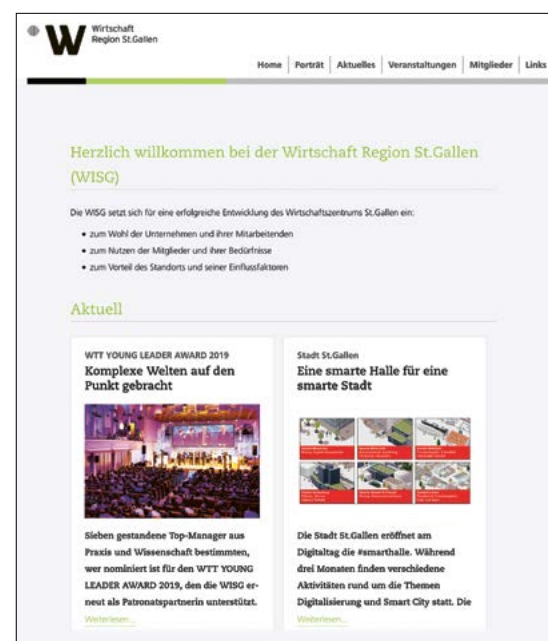 W
Wirtschaft
Region St.Gallen
Home Porträt Aktuelles Veranstaltungen Mitglieder Links
Herzlich willkommen bei der Wirtschaft Region St.Gallen
(WISG)
Die WISG setzt sich für eine erfolgreiche Entwicklung des Wirtschaftszentrums St.Gallen ein:
• zum Wohl der Unternehmen und ihrer Mitarbeitenden
• zum Nutzen der Mitglieder und ihrer Bedürfnisse
• zum Vorteil des Standorts und seiner Einflussfaktoren
Aktuell
WTT YOUNG LEADER AWARD 2019
Komplexe Welten auf den
Punkt gebracht
Sieben gestandene Top-Manager aus
Praxis und Wissenschaft bestimmten,
wer nominiert ist für den WTT YOUNG
LEADER AWARD 2019, den die WISG er-
neut als Patronatspartnerin unterstützt.
Weiterlesen...
Stadt St.Gallen
Eine smarte Halle für eine
smarte Stadt
Die Stadt St.Gallen eröffnet am
Digitaltag die #smarthalle. Während
drei Monaten finden verschiedene
Aktivitäten rund um die Themen
Digitalisierung und Smart City statt. Die
Weiterlesen...